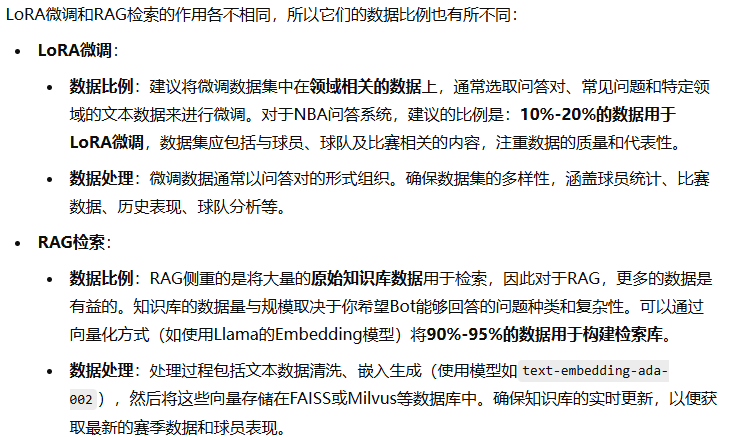 LoRA微调和RAG检索的作用各不相同，所以它们的数据比例也有所不同：
• LoRA微调：
• 数据比例：建议将微调数据集中在领域相关的数据上，通常选取问答对、常见问题和特定领
域的文本数据来进行微调。对于NBA问答系统，建议的比例是：10%-20%的数据用于
LoRA微调，数据集应包括与球员、球队及比赛相关的内容，注重数据的质量和代表性。
• 数据处理：微调数据通常以问答对的形式组织。确保数据集的多样性，涵盖球员统计、比赛
数据、历史表现、球队分析等。
• RAG检索：
• 数据比例：RAG侧重的是将大量的原始知识库数据用于检索，因此对于RAG，更多的数据是
有益的。知识库的数据量与规模取决于你希望Bot能够回答的问题种类和复杂性。可以通过
向量化方式（如使用Llama的Embedding模型）将90%-95%的数据用于构建检索库。
• 数据处理：处理过程包括文本数据清洗、嵌入生成（使用模型如 text-embedding-ada-
002 ），然后将这些向量存储在FAISS或Milvus等数据库中。确保知识库的实时更新，以便获
取最新的赛季数据和球员表现。